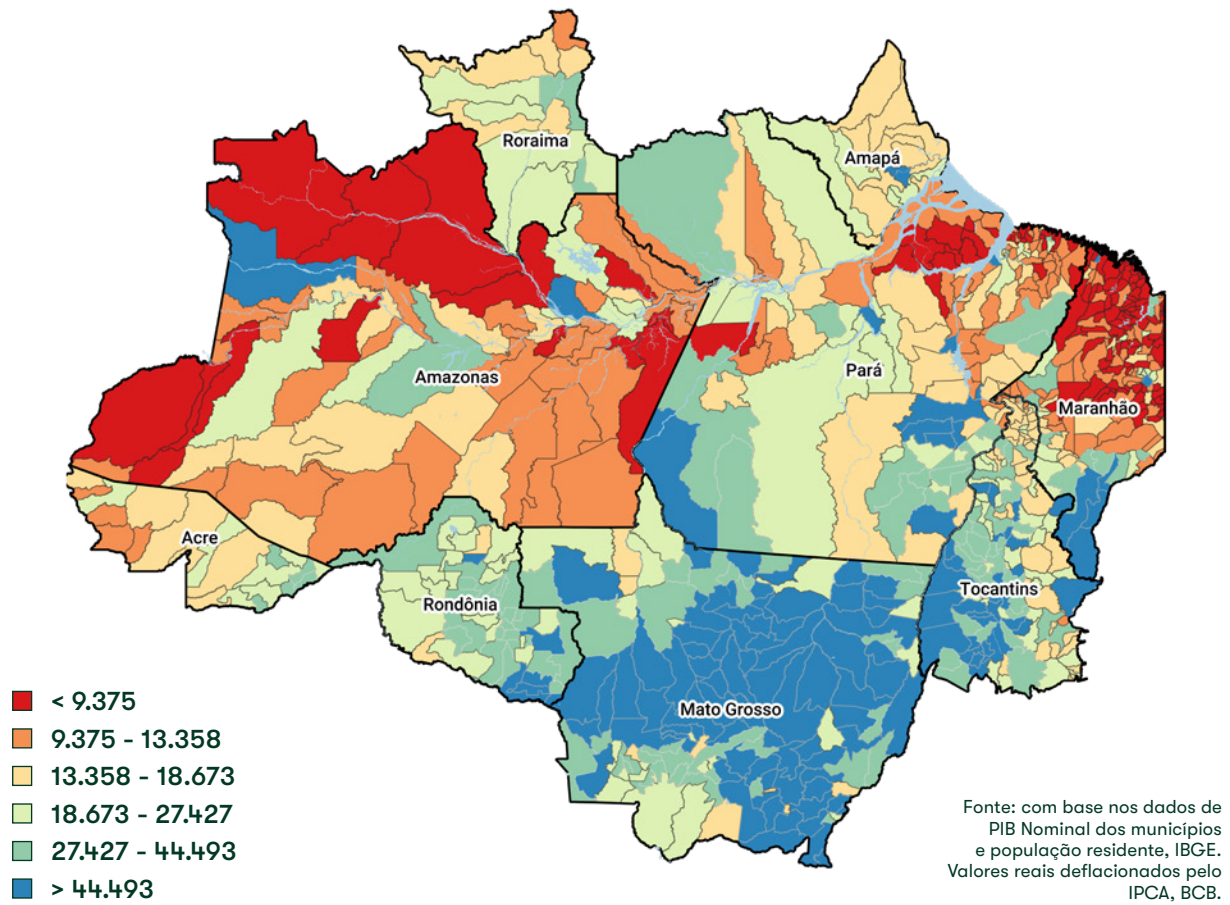 Roraima
Amapá
Amazonas
Pará
Maranhão
Acre
Rondônia
Tocantins
Mato Grosso
< 9.375
9.375 - 13.358
13.358 - 18.673
18.673 - 27.427
27.427 - 44.493
> 44.493
Fonte: com base nos dados de
PIB Nominal dos municípios
e população residente, IBGE.
Valores reais deflacionados pelo
IPCA, BCB.